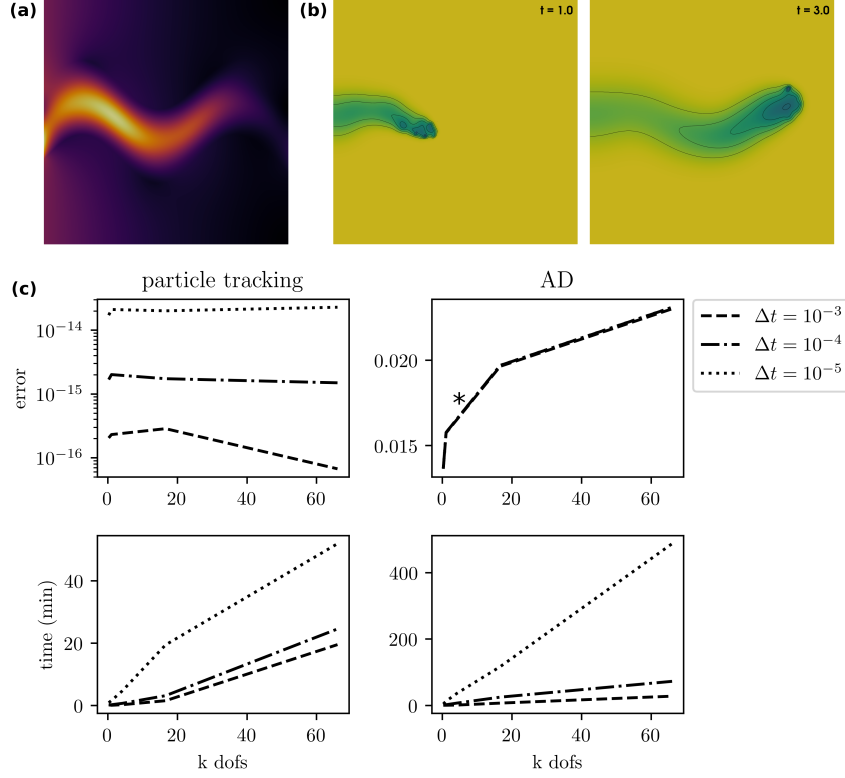 (a)
(b)
t = 1.0
t = 3.0
(c)
particle tracking
AD
error
10⁻¹⁴
10⁻¹⁵
10⁻¹⁶
0 20 40 60
0.020
0.015
*
0 20 40 60
Δt = 10⁻³
Δt = 10⁻⁴
Δt = 10⁻⁵
time (min)
40
20
0
0 20 40 60
k dofs
400
200
0
0 20 40 60
k dofs